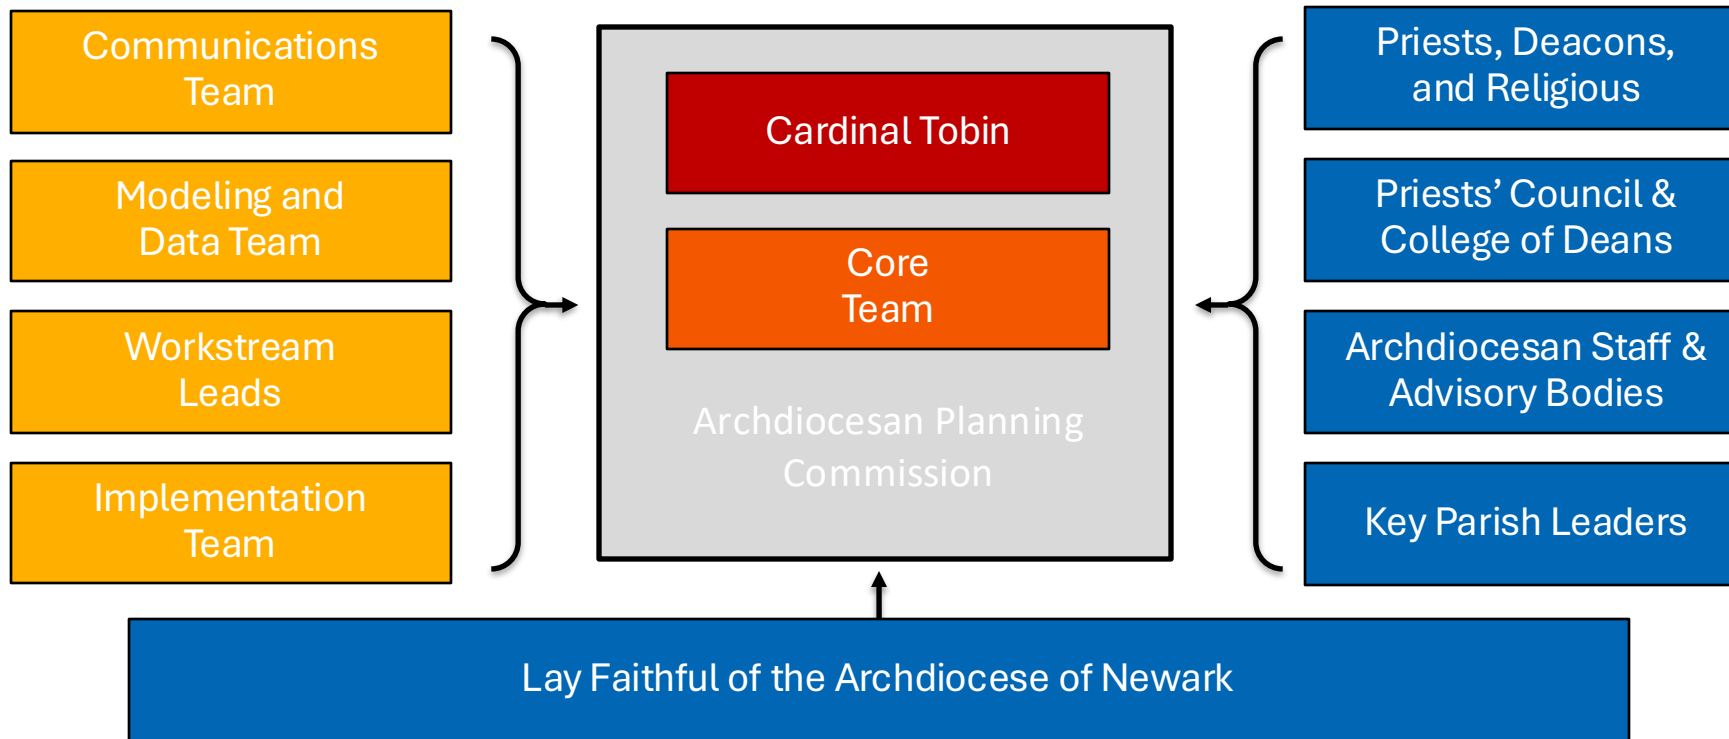 Communications
Team
Modeling and
Data Team
Workstream
Leads
Implementation
Team
Cardinal Tobin
Core
Team
Archdiocesan Planning
Commission
Priests, Deacons,
and Religious
Priests’ Council &
College of Deans
Archdiocesan Staff &
Advisory Bodies
Key Parish Leaders
Lay Faithful of the Archdiocese of Newark